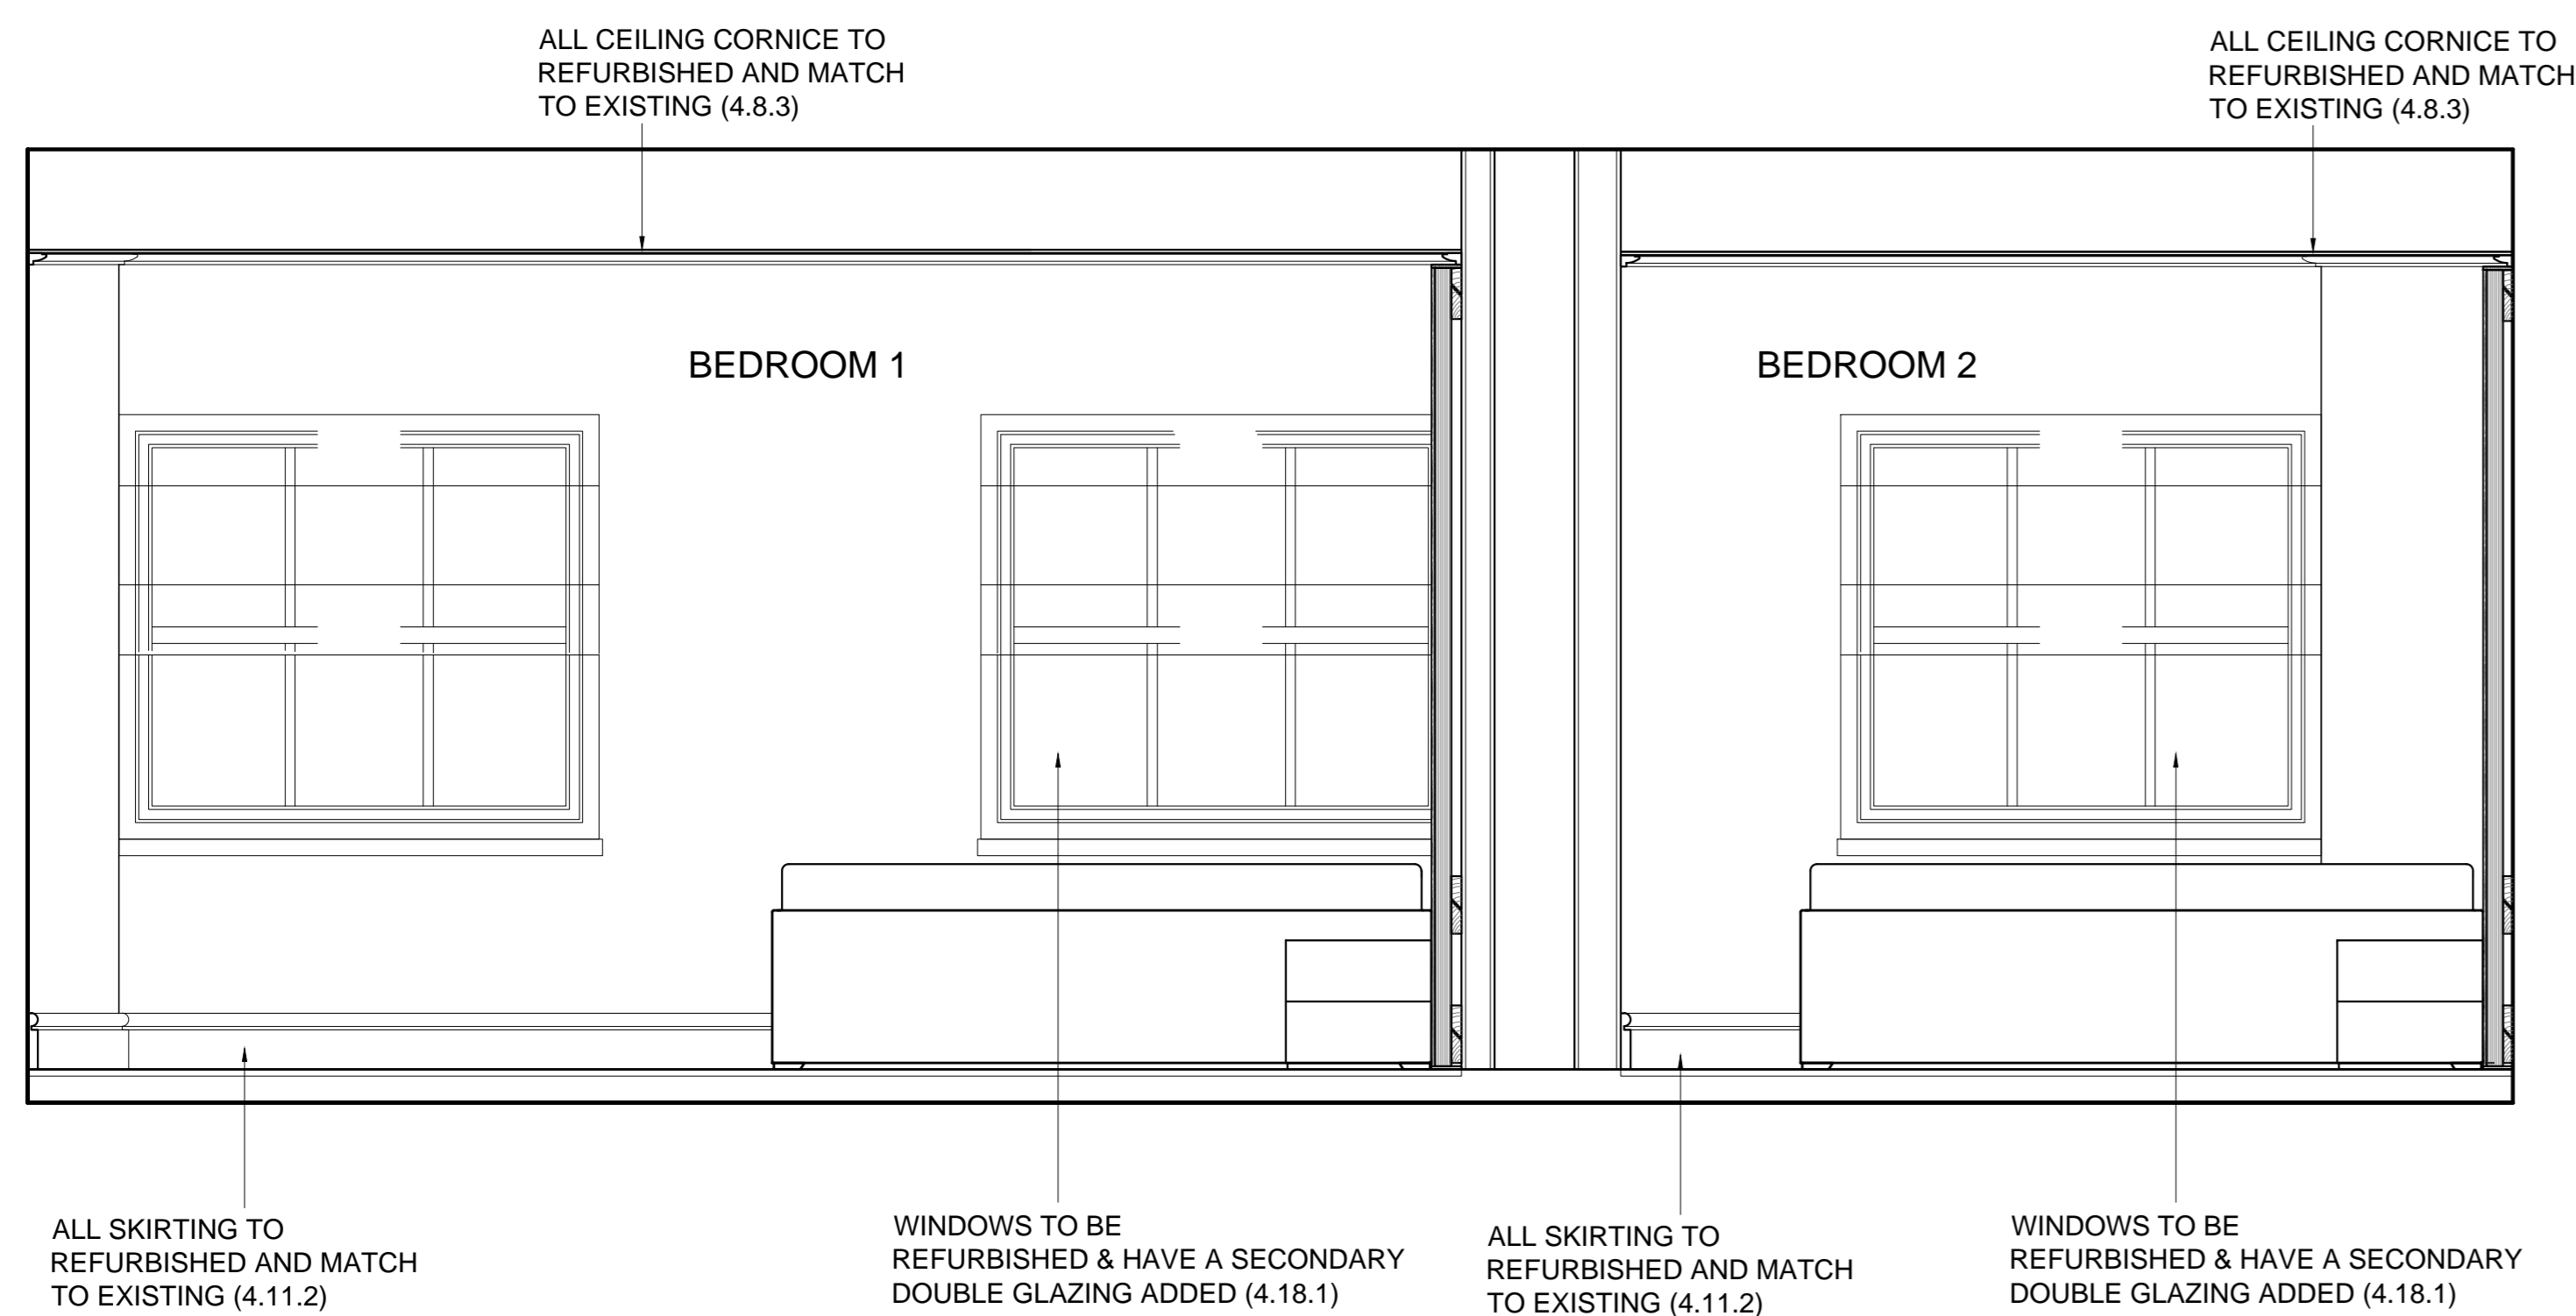 ALL CEILING CORNICE TO
REFURBISHED AND MATCH
TO EXISTING (4.8.3)
ALL CEILING CORNICE TO
REFURBISHED AND MATCH
TO EXISTING (4.8.3)
BEDROOM 1
BEDROOM 2
ALL SKIRTING TO
REFURBISHED AND MATCH
TO EXISTING (4.11.2)
WINDOWS TO BE
REFURBISHED & HAVE A SECONDARY
DOUBLE GLAZING ADDED (4.18.1)
ALL SKIRTING TO
REFURBISHED AND MATCH
TO EXISTING (4.11.2)
WINDOWS TO BE
REFURBISHED & HAVE A SECONDARY
DOUBLE GLAZING ADDED (4.18.1)